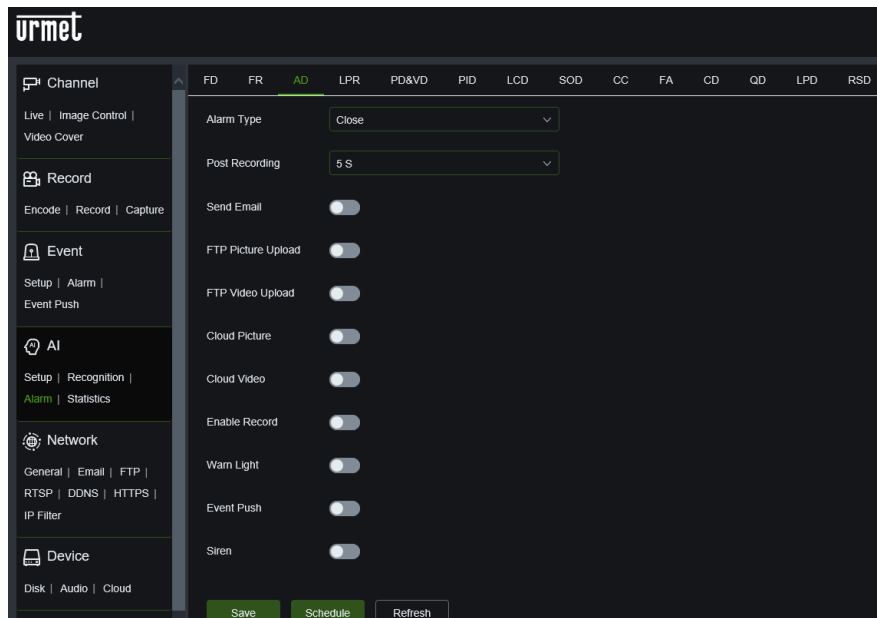 urmet
Channel
Live | Image Control |
Video Cover
Record
Encode | Record | Capture
Event
Setup | Alarm |
Event Push
AI
Setup | Recognition |
Alarm | Statistics
Network
General | Email | FTP |
RTSP | DDNS | HTTPS |
IP Filter
Device
Disk | Audio | Cloud
FD FR AD LPR PD&VD PID LCD SOD CC FA CD QD LPD RSD
Alarm Type Close
Post Recording 5 S
Send Email
FTP Picture Upload
FTP Video Upload
Cloud Picture
Cloud Video
Enable Record
Warn Light
Event Push
Siren
Save Schedule Refresh